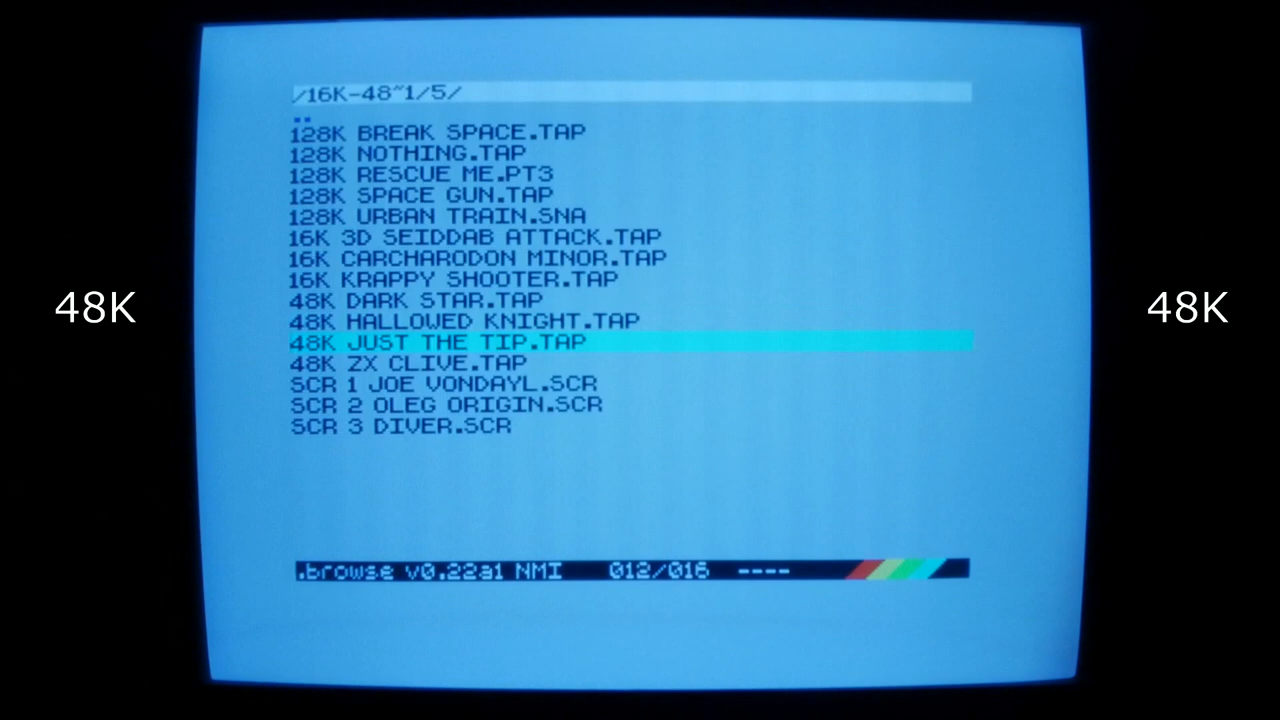 /16K-48~1/5/
..
128K BREAK SPACE.TAP
128K NOTHING.TAP
128K RESCUE ME.PT3
128K SPACE GUN.TAP
128K URBAN TRAIN.SNA
16K 3D SEIDDAB ATTACK.TAP
16K CARCHARODON MINOR.TAP
16K KRAPPY SHOOTER.TAP
48K DARK STAR.TAP
48K HALLOWED KNIGHT.TAP
48K JUST THE TIP.TAP
48K ZX CLIVE.TAP
SCR 1 JOE VONDAYL.SCR
SCR 2 OLEG ORIGIN.SCR
SCR 3 DIVER.SCR
.browse v0.22a1 NMI 012/016 ----
48K
48K